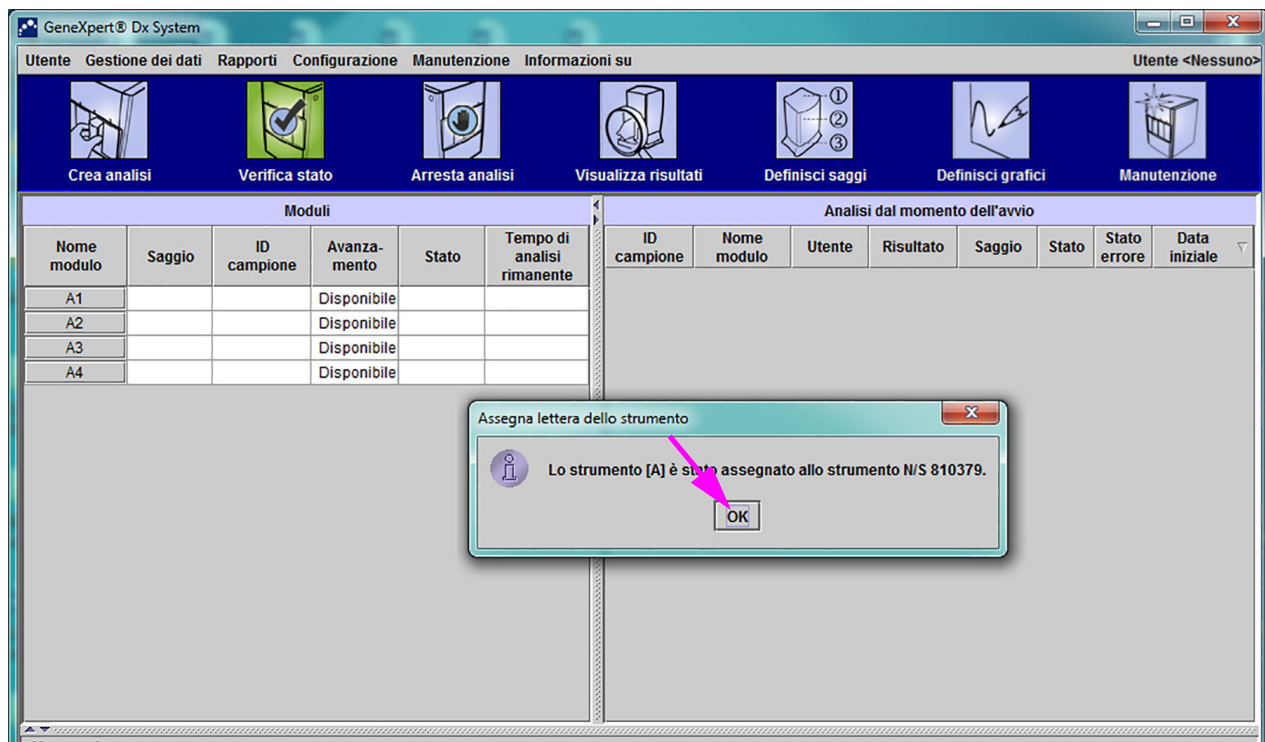 GeneXpert® Dx System
Utente Gestione dei dati Rapporti Configurazione Manutenzione Informazioni su Utente <Nessuno>
① ② ③
Crea analisi Verifica stato Arresta analisi Visualizza risultati Definisci saggi Definisci grafici Manutenzione
Moduli
Nome modulo Saggio ID campione Avanza-mento Stato Tempo di analisi rimanente
A1 Disponibile
A2 Disponibile
A3 Disponibile
A4 Disponibile
Analisi dal momento dell'avvio
ID campione Nome modulo Utente Risultato Saggio Stato Stato errore Data iniziale
Assegna lettera dello strumento
Lo strumento [A] è stato assegnato allo strumento N/S 810379.
OK